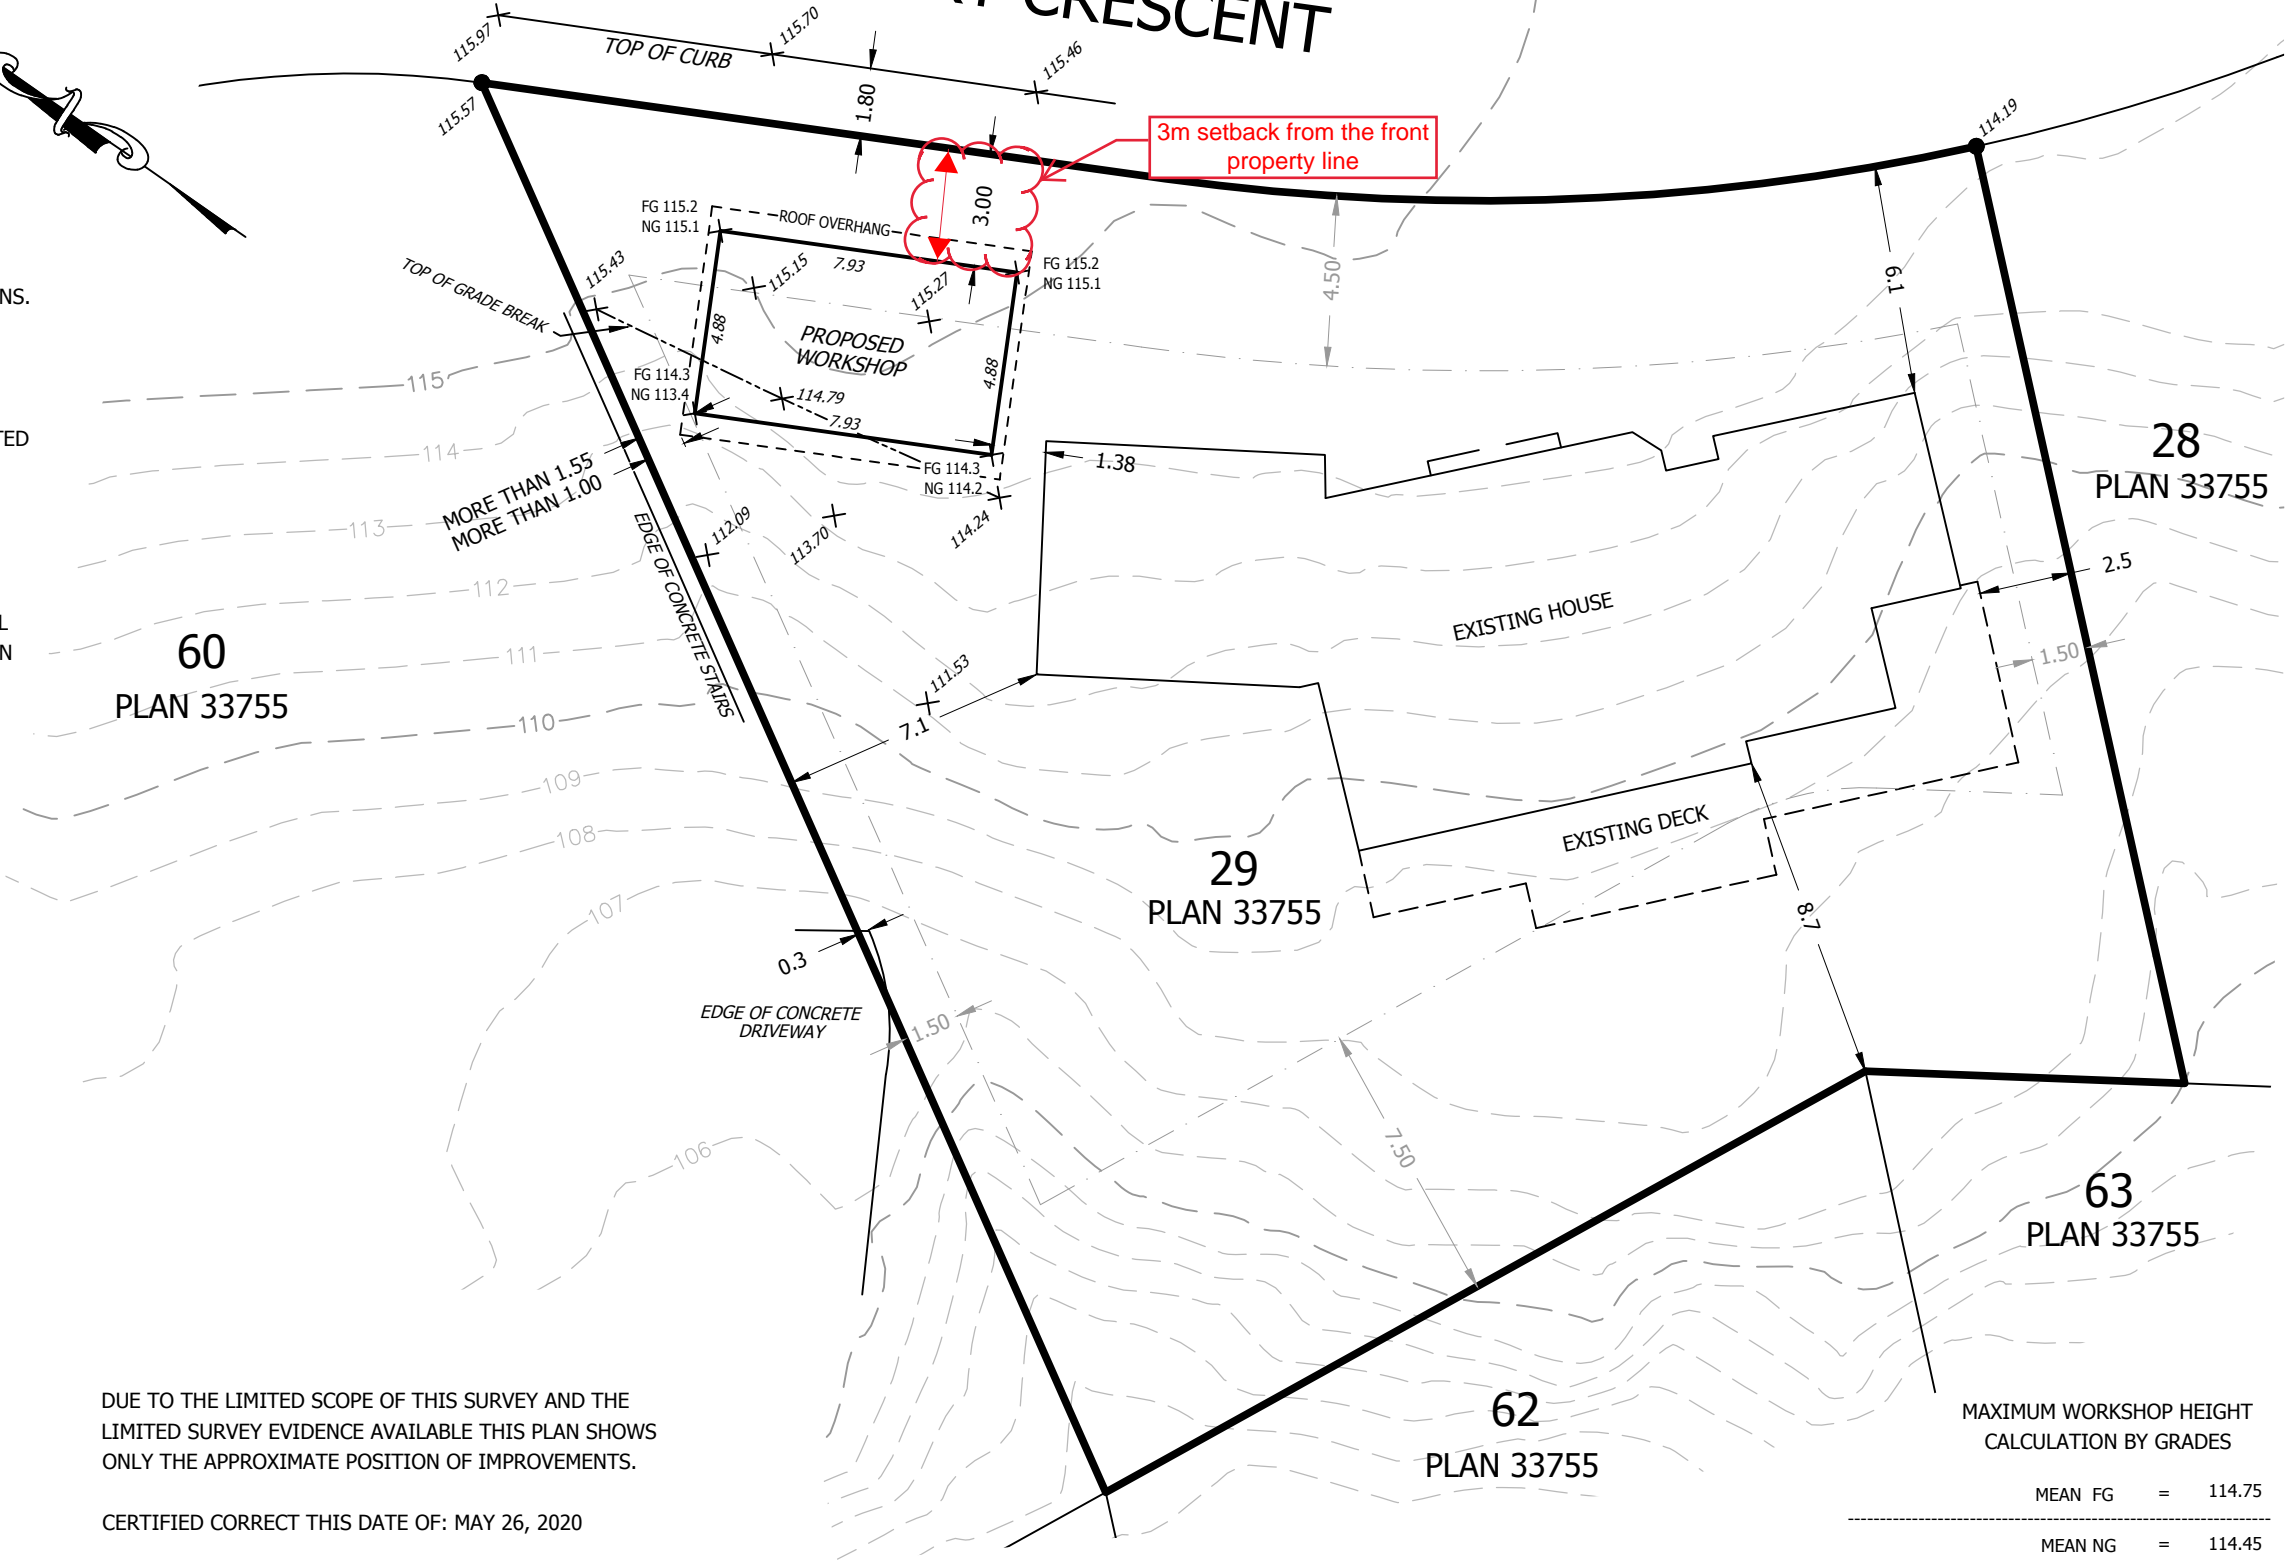 CRESCENT
115.97
TOP OF CURB
115.70
115.46
1.80
115.57
3m setback from the front
property line
114.19
3.00
FG 115.2
NG 115.1
ROOF OVERHANG
7.93
FG 115.2
NG 115.1
4.50
6.1
TOP OF GRADE BREAK
115.43
115.15
115.27
NS.
4.88
PROPOSED
WORKSHOP
4.88
115
FG 114.3
NG 113.4
114.79
7.93
TED
114
28
PLAN 33755
1.38
FG 114.3
NG 114.2
MORE THAN 1.55
MORE THAN 1.00
113
EDGE OF CONCRETE STAIRS
112.09
113.70
114.24
2.5
112
EXISTING HOUSE
L
N
60
PLAN 33755
111
1.50
111.53
110
7.1
109
108
EXISTING DECK
29
PLAN 33755
107
8.7
0.3
EDGE OF CONCRETE
DRIVEWAY
1.50
106
7.50
63
PLAN 33755
DUE TO THE LIMITED SCOPE OF THIS SURVEY AND THE
LIMITED SURVEY EVIDENCE AVAILABLE THIS PLAN SHOWS
ONLY THE APPROXIMATE POSITION OF IMPROVEMENTS.
62
PLAN 33755
MAXIMUM WORKSHOP HEIGHT
CALCULATION BY GRADES
MEAN FG = 114.75
MEAN NG = 114.45
CERTIFIED CORRECT THIS DATE OF: MAY 26, 2020